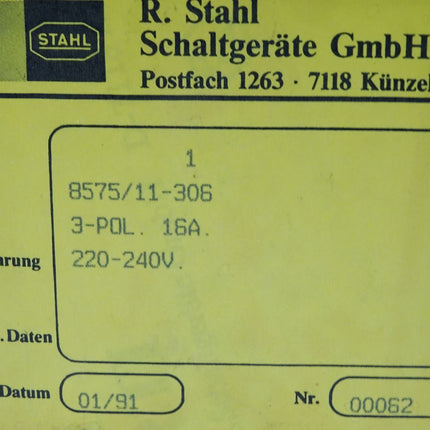 STAHL
R. Stahl
Schaltgeräte GmbH
Postfach 1263 · 7118 Künzel
1
8575/11-306
3-POL. 16A.
arung 220-240V.
. Daten
Datum 01/91 Nr. 00062